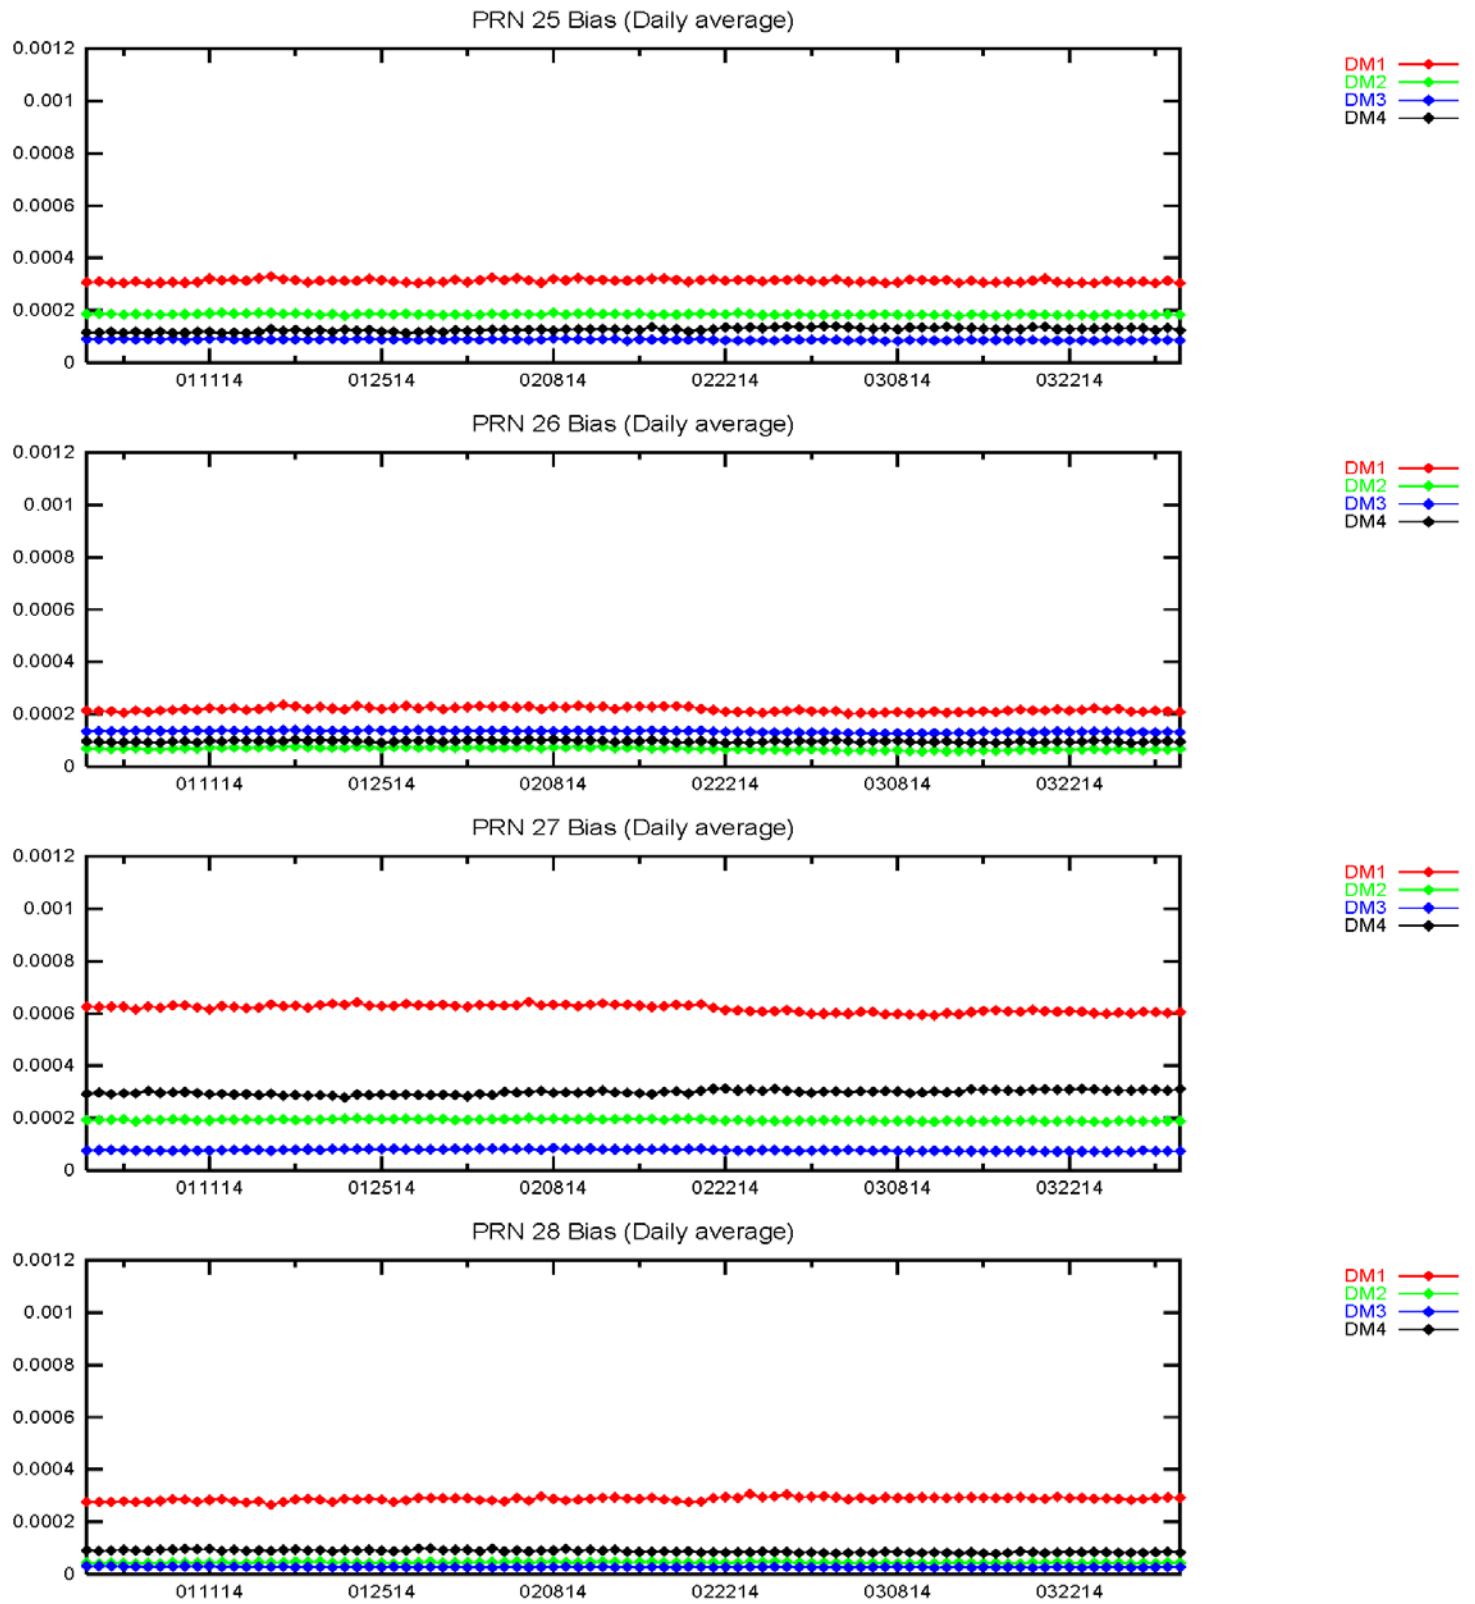 PRN 25 Bias (Daily average)
0.0012
0.001
0.0008
0.0006
0.0004
0.0002
0
011114 012514 020814 022214 030814 032214
DM1
DM2
DM3
DM4
PRN 26 Bias (Daily average)
0.0012
0.001
0.0008
0.0006
0.0004
0.0002
0
011114 012514 020814 022214 030814 032214
DM1
DM2
DM3
DM4
PRN 27 Bias (Daily average)
0.0012
0.001
0.0008
0.0006
0.0004
0.0002
0
011114 012514 020814 022214 030814 032214
DM1
DM2
DM3
DM4
PRN 28 Bias (Daily average)
0.0012
0.001
0.0008
0.0006
0.0004
0.0002
0
011114 012514 020814 022214 030814 032214
DM1
DM2
DM3
DM4